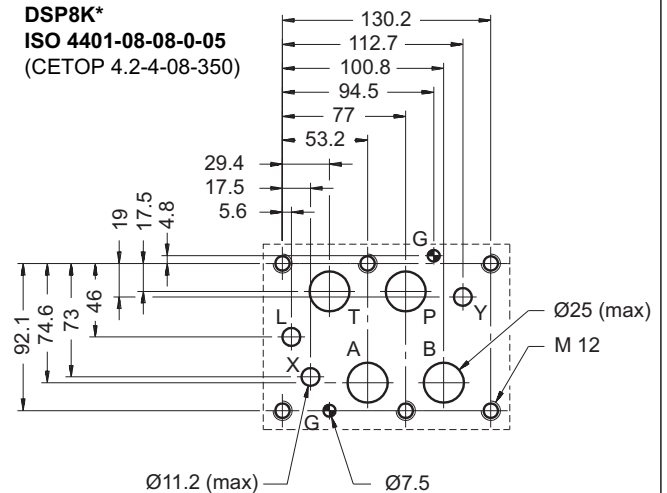 DSP8K*
ISO 4401-08-08-0-05
(CETOP 4.2-4-08-350)
130.2
112.7
100.8
94.5
77
53.2
29.4
17.5
5.6
19
17.5
4.8
92.1
74.6
73
46
G
L
T
P
Y
X
A
B
G
Ø25 (max)
M 12
Ø11.2 (max)
Ø7.5